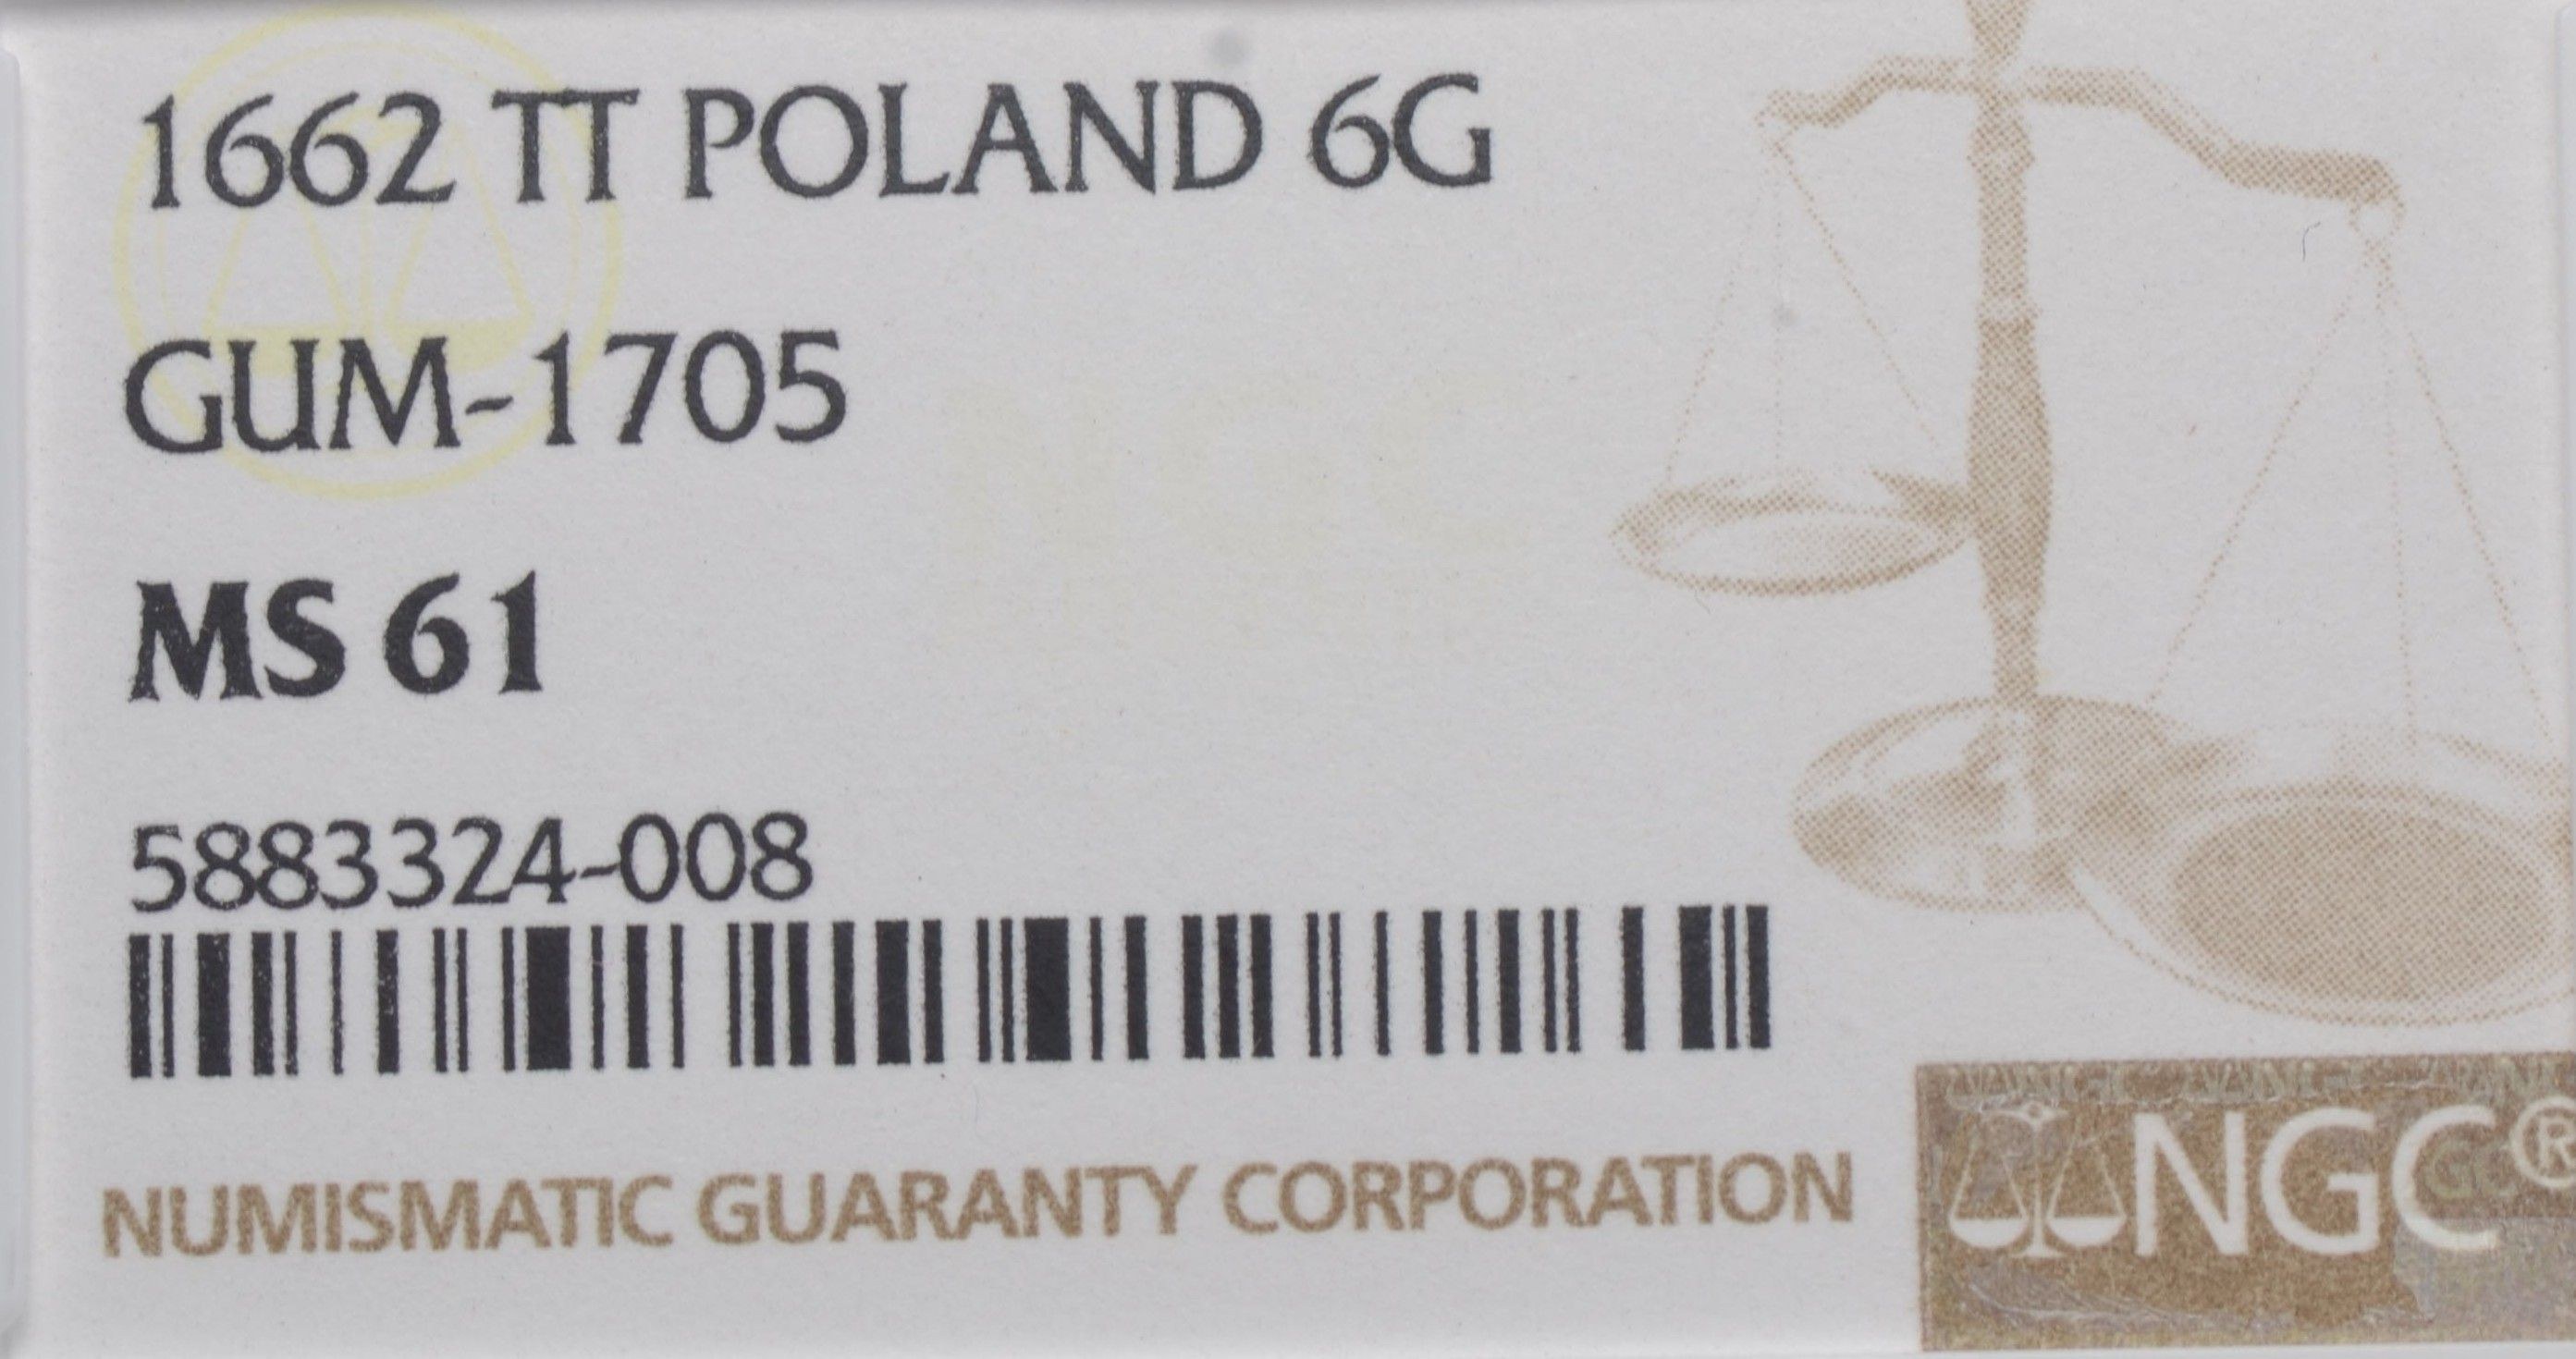 1662 TT POLAND 6G
GUM-1705
MS 61
5883324-008
NUMISMATIC GUARANTY CORPORATION
NGC®